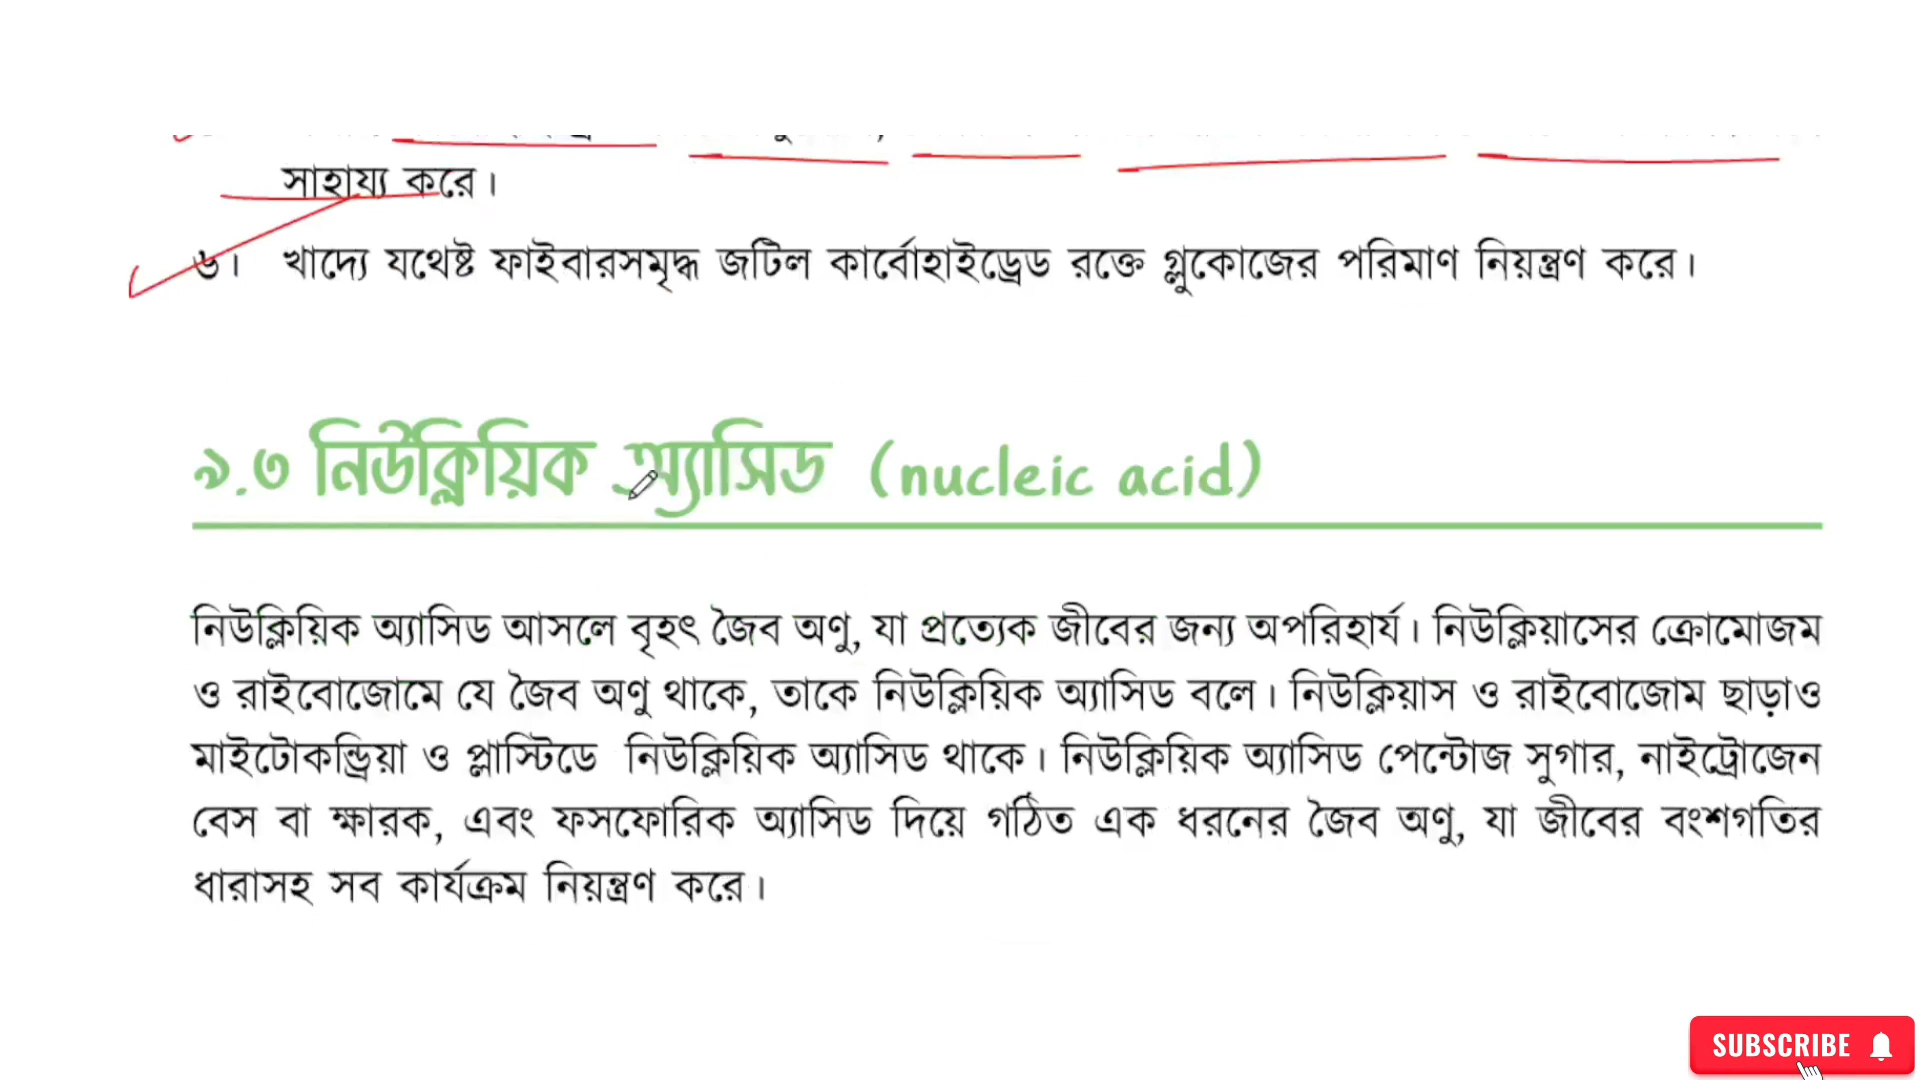 সাহায্য করে।
৬। খাদ্যে যথেষ্ট ফাইবারসমৃদ্ধ জটিল কার্বোহাইড্রেড রক্তে গ্লুকোজের পরিমাণ নিয়ন্ত্রণ করে।
৯.৩ নিউক্লিয়িক অ্যাসিড (nucleic acid)
নিউক্লিয়িক অ্যাসিড আসলে বৃহৎ জৈব অণু, যা প্রত্যেক জীবের জন্য অপরিহার্য। নিউক্লিয়াসের ক্রোমোজম
ও রাইবোজোমে যে জৈব অণু থাকে, তাকে নিউক্লিয়িক অ্যাসিড বলে। নিউক্লিয়াস ও রাইবোজোম ছাড়াও
মাইটোকন্ড্রিয়া ও প্লাস্টিডে নিউক্লিয়িক অ্যাসিড থাকে। নিউক্লিয়িক অ্যাসিড পেন্টোজ সুগার, নাইট্রোজেন
বেস বা ক্ষারক, এবং ফসফোরিক অ্যাসিড দিয়ে গঠিত এক ধরনের জৈব অণু, যা জীবের বংশগতির
ধারাসহ সব কার্যক্রম নিয়ন্ত্রণ করে।
SUBSCRIBE